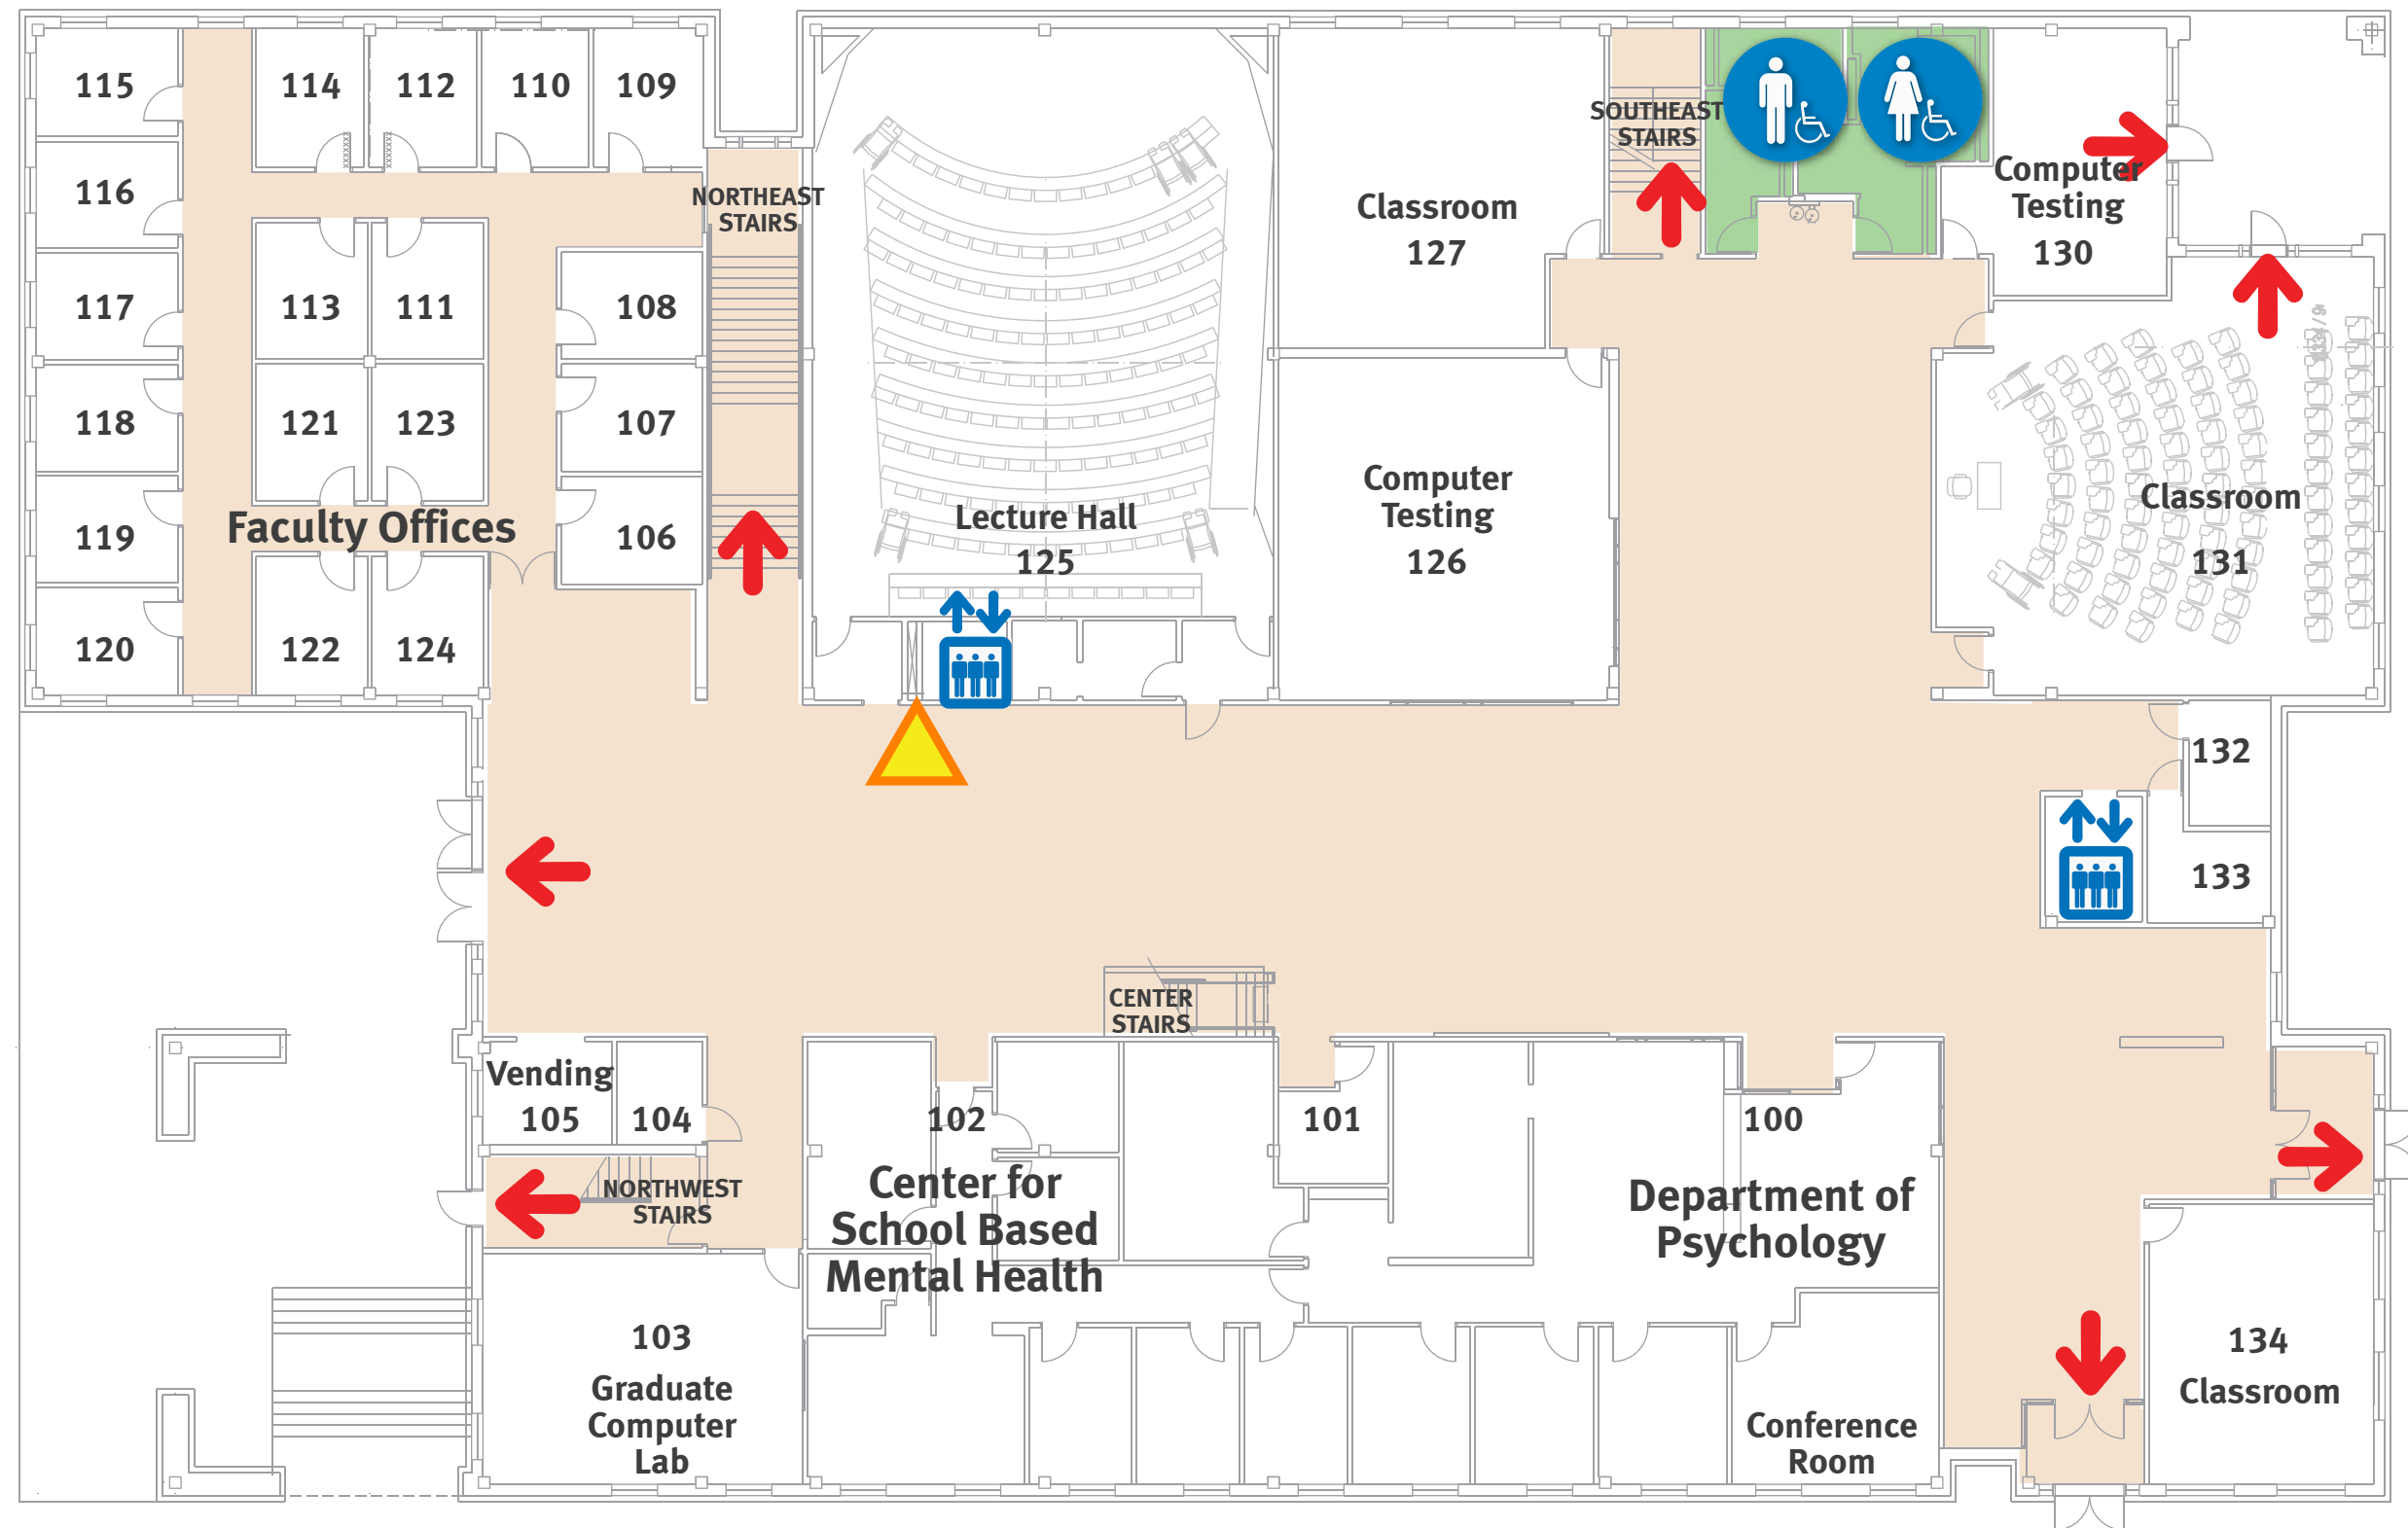 115
114
112
110
109
116
NORTHEAST
STAIRS
SOUTHEAST
STAIRS
Classroom
127
Computer
Testing
130
117
113
111
108
118
121
123
107
119
Faculty Offices
106
Lecture Hall
125
Computer
Testing
126
Classroom
131
120
122
124
132
133
CENTER
STAIRS
Vending
105
104
102
101
100
NORTHWEST
STAIRS
Center for
School Based
Mental Health
Department of
Psychology
103
Graduate
Computer
Lab
Conference
Room
134
Classroom